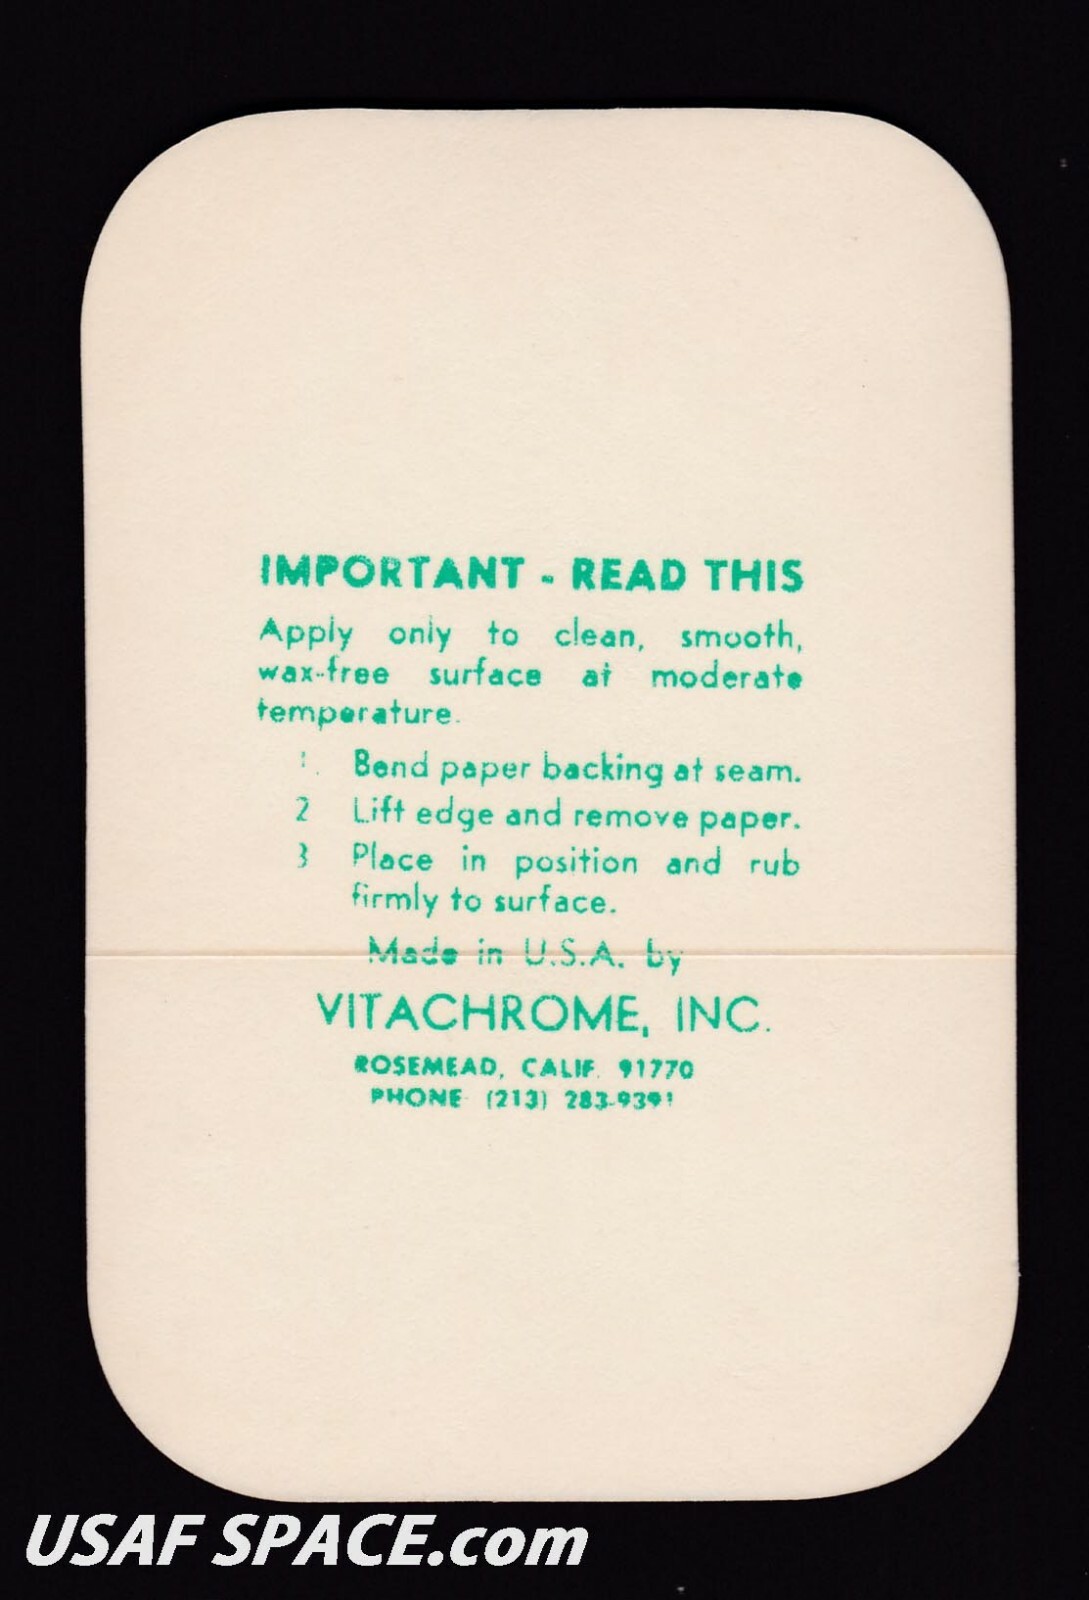 IMPORTANT - READ THIS
Apply only to clean, smooth,
wax-free surface at moderate
temperature.
1. Bend paper backing at seam.
2 Lift edge and remove paper.
3 Place in position and rub
firmly to surface.
Made in U.S.A. by
VITACHROME, INC.
ROSEMEAD, CALIF. 91770
PHONE (213) 283-9391
USAF SPACE.com